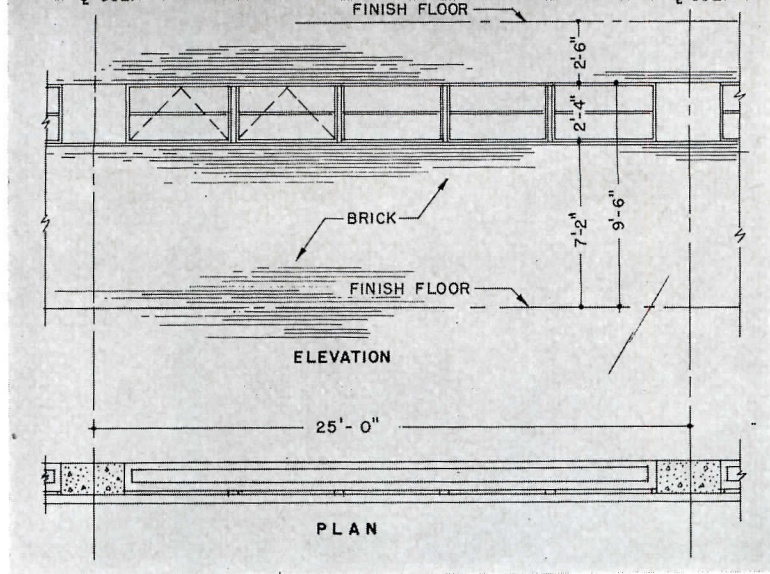 FINISH FLOOR
2'-6"
2'-4"
7'-2"
9'-6"
BRICK
FINISH FLOOR
ELEVATION
25'-0"
PLAN